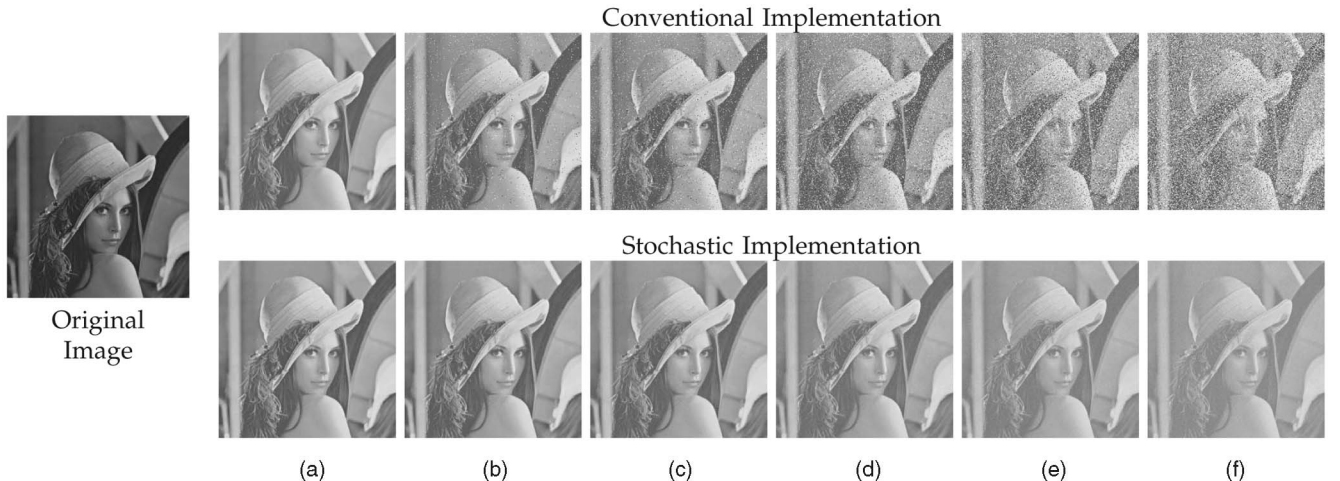 Conventional Implementation
Stochastic Implementation
Original
Image
(a) (b) (c) (d) (e) (f)